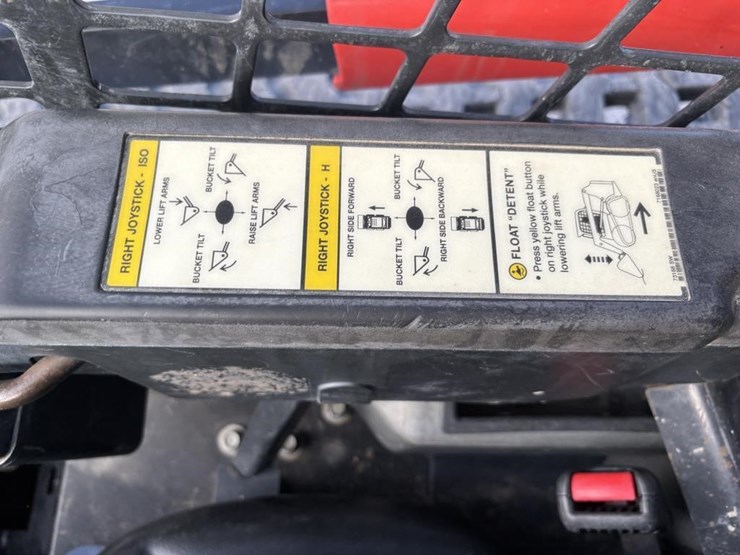 RIGHT JOYSTICK - ISO
LOWER LIFT ARMS
BUCKET TILT
BUCKET TILT
RAISE LIFT ARMS
RIGHT JOYSTICK - H
RIGHT SIDE FORWARD
BUCKET TILT
BUCKET TILT
RIGHT SIDE BACKWARD
FLOAT "DETENT"
• Press yellow float button
on right joystick while
lowering lift arms.